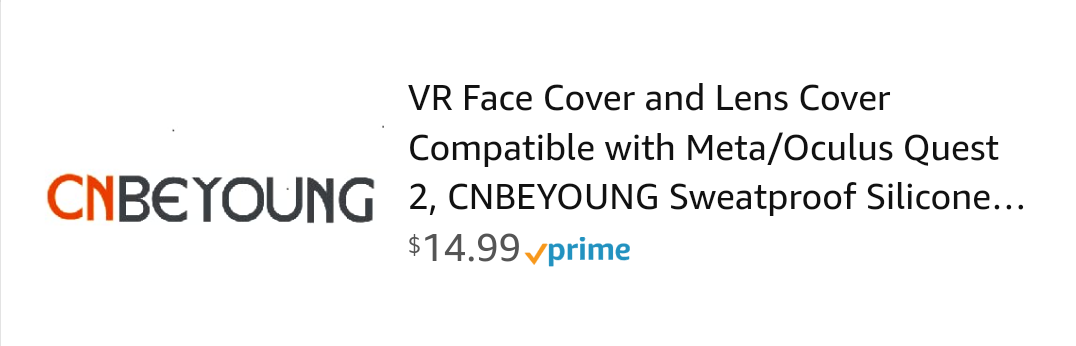 CNBEYOUNG
VR Face Cover and Lens Cover
Compatible with Meta/Oculus Quest
2, CNBEYOUNG Sweatproof Silicone...
$14.99 prime